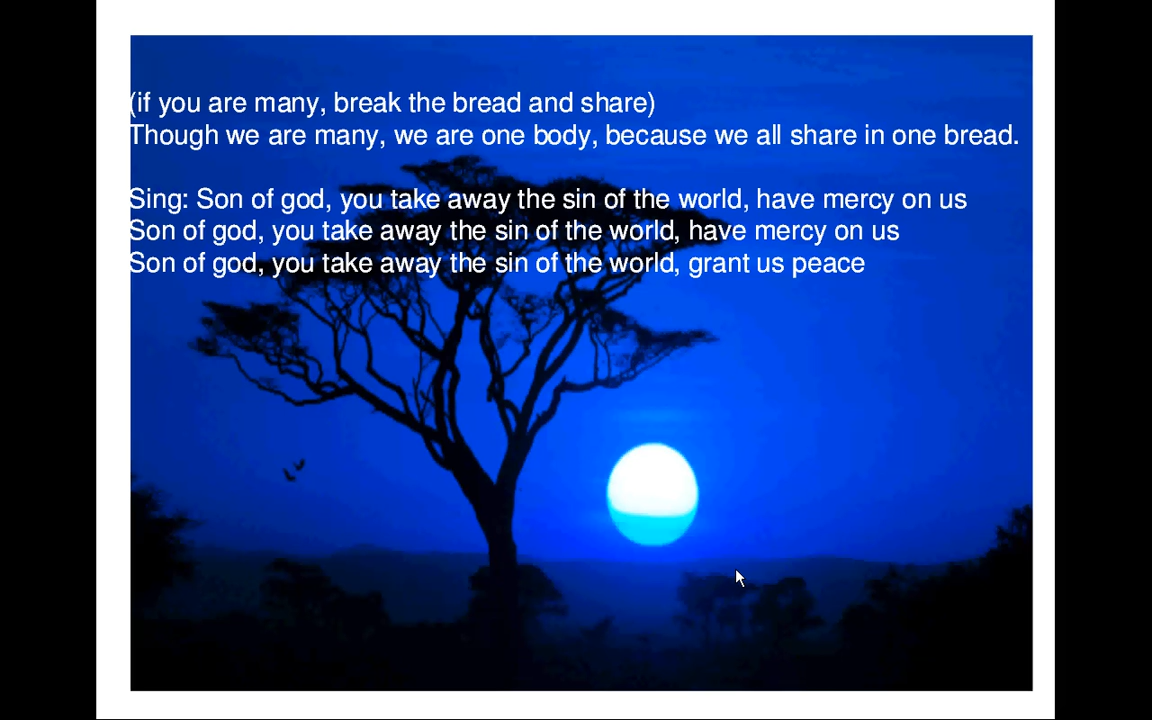 (if you are many, break the bread and share)
Though we are many, we are one body, because we all share in one bread.
Sing: Son of god, you take away the sin of the world, have mercy on us
Son of god, you take away the sin of the world, have mercy on us
Son of god, you take away the sin of the world, grant us peace